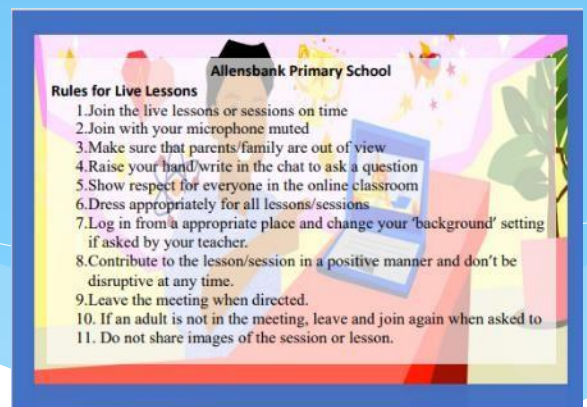 Allensbank Primary School
Rules for Live Lessons
1.Join the live lessons or sessions on time
2.Join with your microphone muted
3.Make sure that parents/family are out of view
4.Raise your hand/write in the chat to ask a question
5.Show respect for everyone in the online classroom
6.Dress appropriately for all lessons/sessions
7.Log in from a appropriate place and change your 'background' setting
if asked by your teacher.
8.Contribute to the lesson/session in a positive manner and don't be
disruptive at any time.
9.Leave the meeting when directed.
10. If an adult is not in the meeting, leave and join again when asked to
11. Do not share images of the session or lesson.